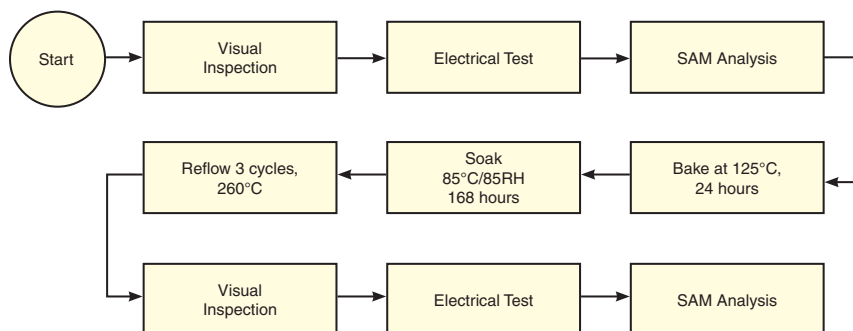 Start
Visual
Inspection
Electrical Test
SAM Analysis
Reflow 3 cycles,
260°C
Soak
85°C/85RH
168 hours
Bake at 125°C,
24 hours
Visual
Inspection
Electrical Test
SAM Analysis